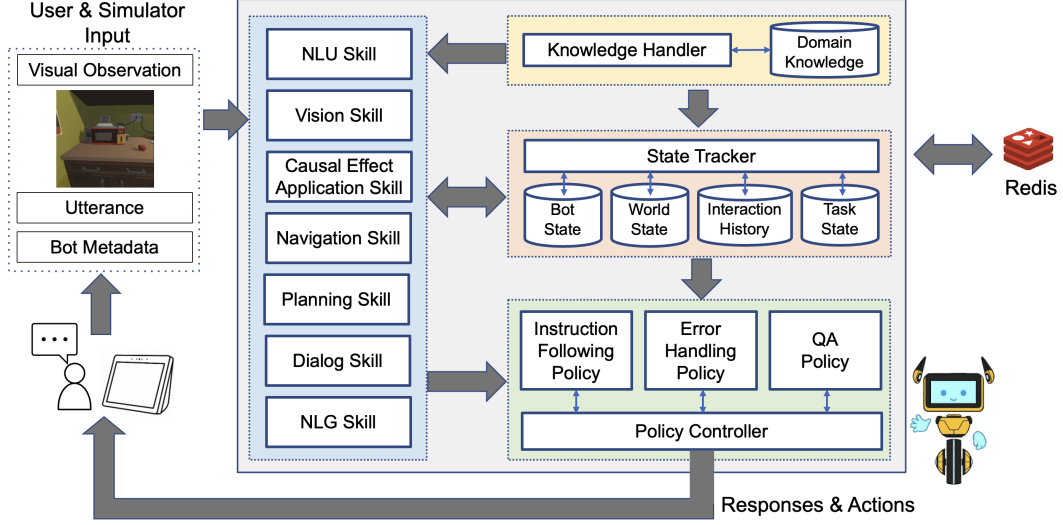 User & Simulator
Input
Visual Observation
Utterance
Bot Metadata
NLU Skill
Vision Skill
Causal Effect
Application Skill
Navigation Skill
Planning Skill
Dialog Skill
NLG Skill
Knowledge Handler
Domain
Knowledge
State Tracker
Bot
State
World
State
Interaction
History
Task
State
Instruction
Following
Policy
Error
Handling
Policy
QA
Policy
Policy Controller
Redis
Responses & Actions